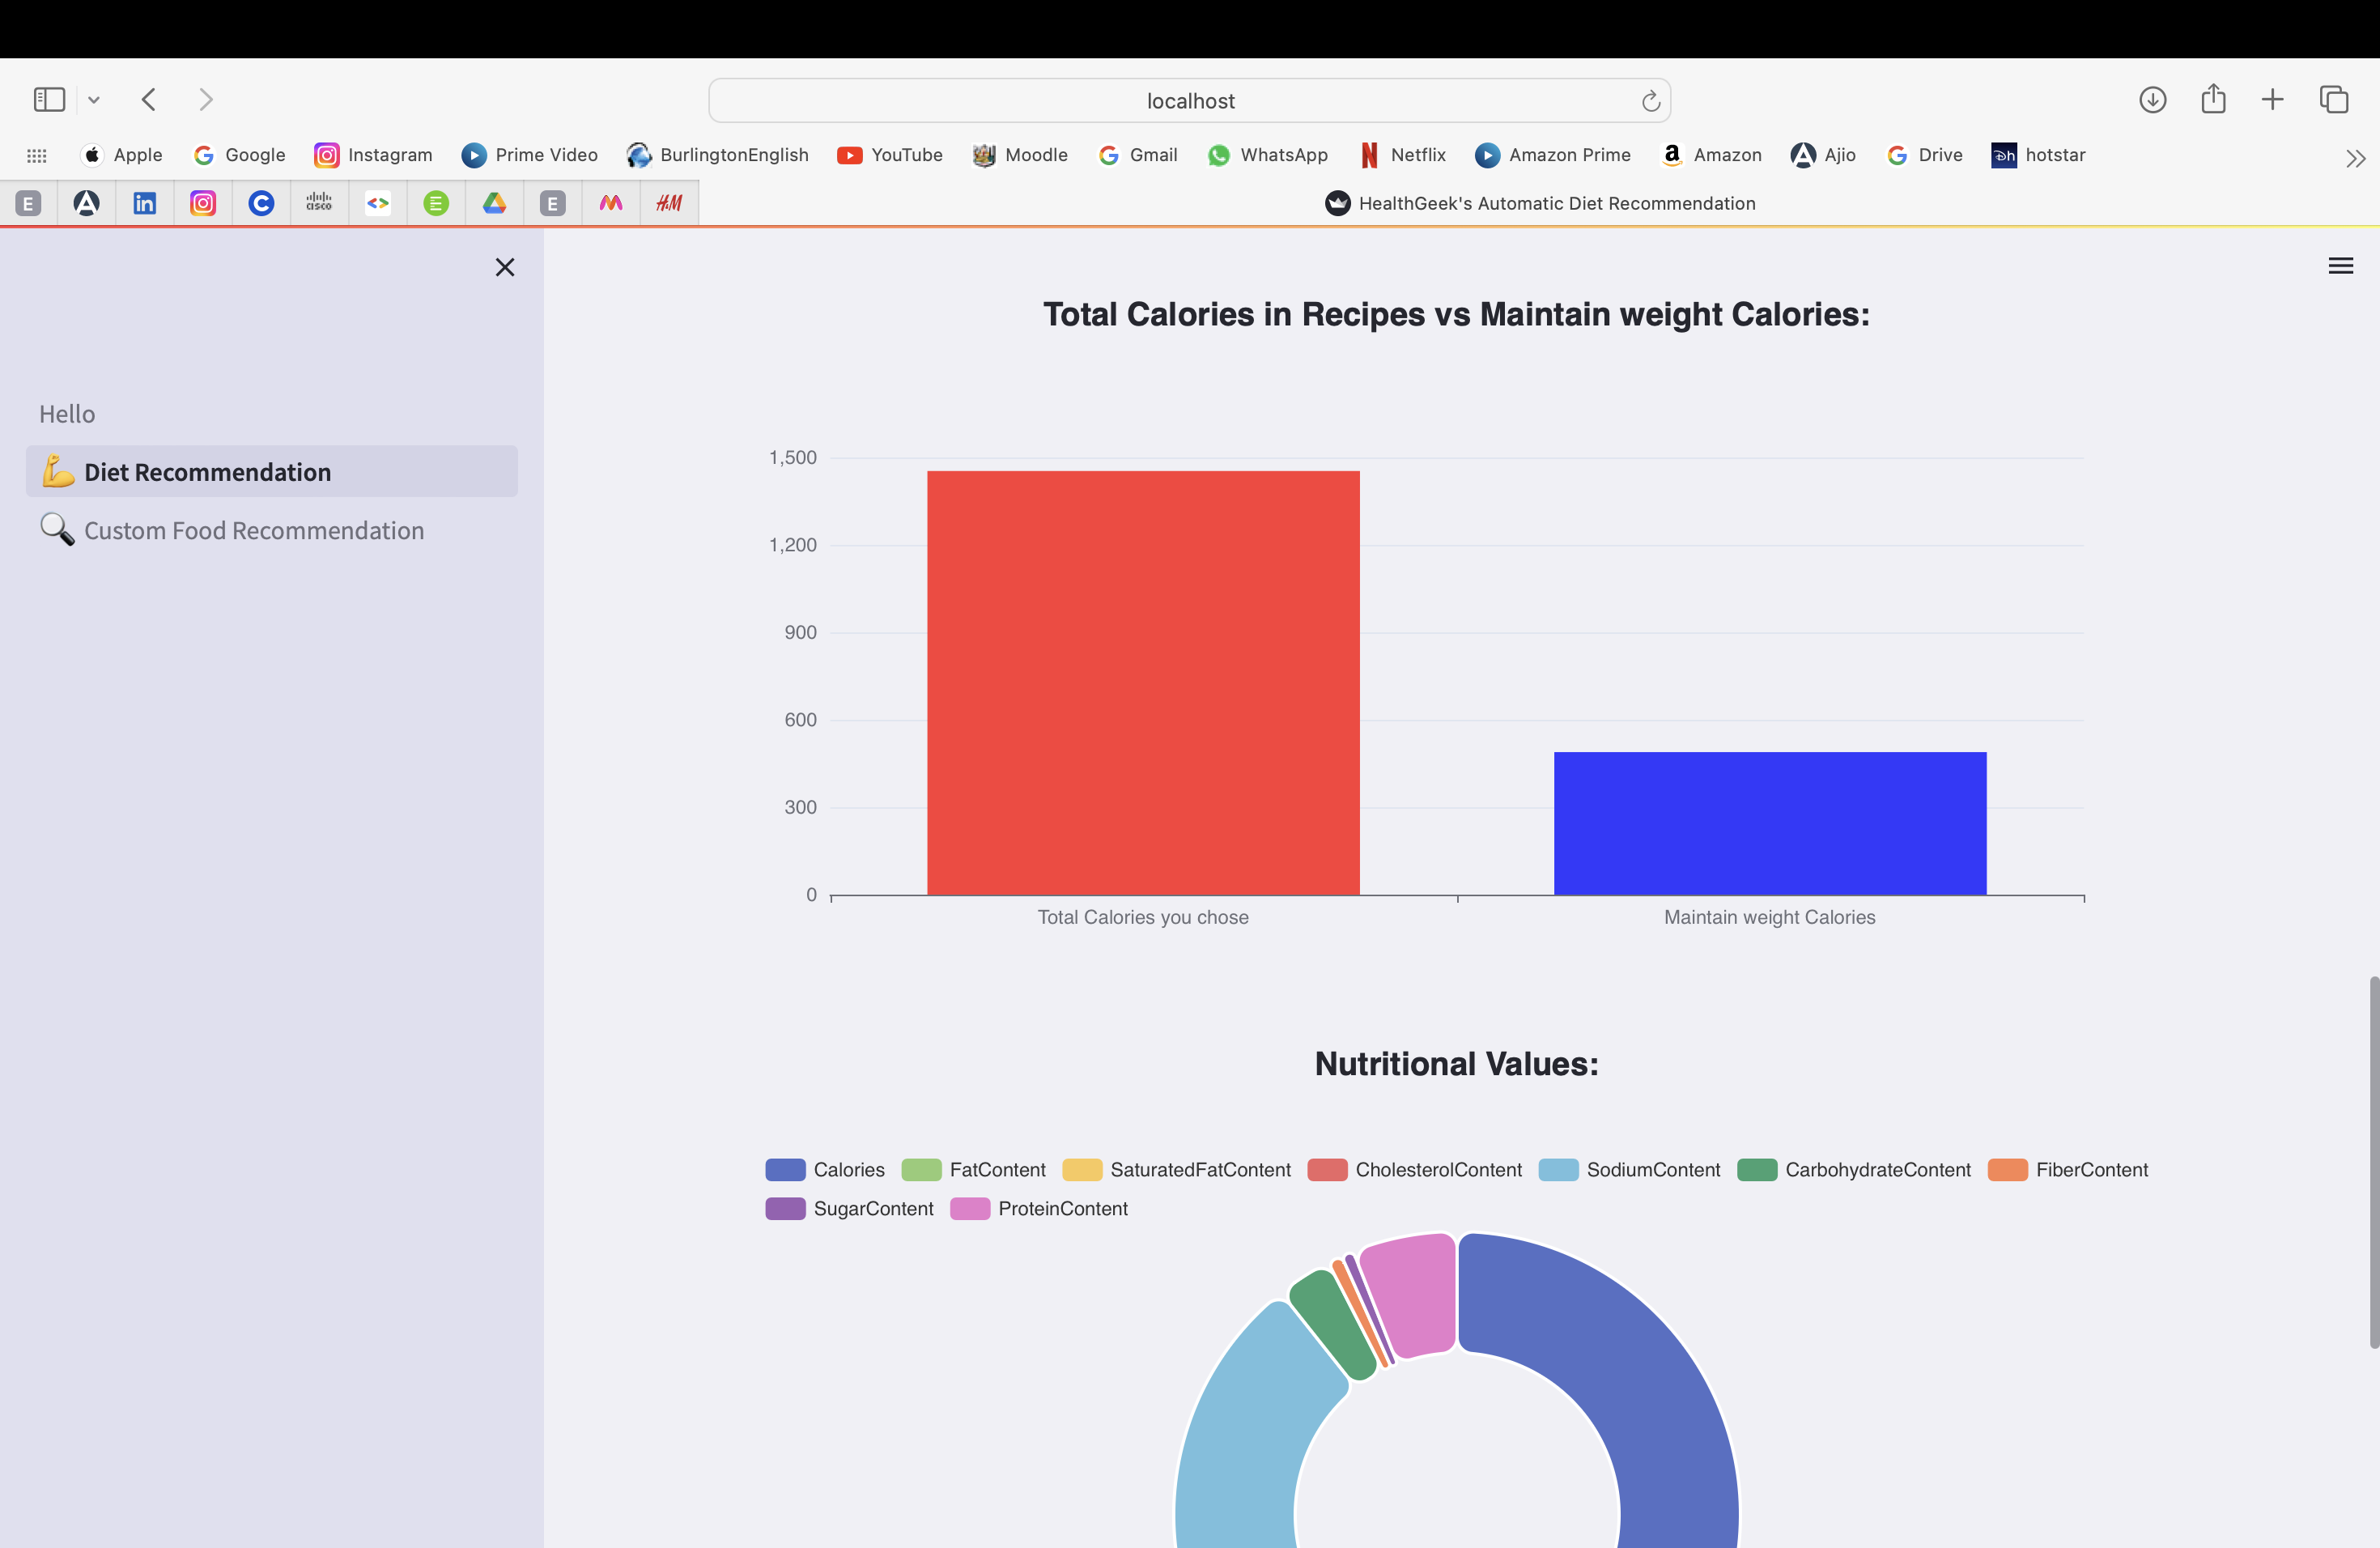 localhost
Apple Google Instagram Prime Video BurlingtonEnglish YouTube Moodle Gmail WhatsApp Netflix Amazon Prime Amazon Ajio Drive hotstar
HealthGeek's Automatic Diet Recommendation
Hello
Diet Recommendation
Custom Food Recommendation
Total Calories in Recipes vs Maintain weight Calories:
1,500
1,200
900
600
300
0
Total Calories you chose Maintain weight Calories
Nutritional Values:
Calories FatContent SaturatedFatContent CholesterolContent SodiumContent CarbohydrateContent FiberContent
SugarContent ProteinContent